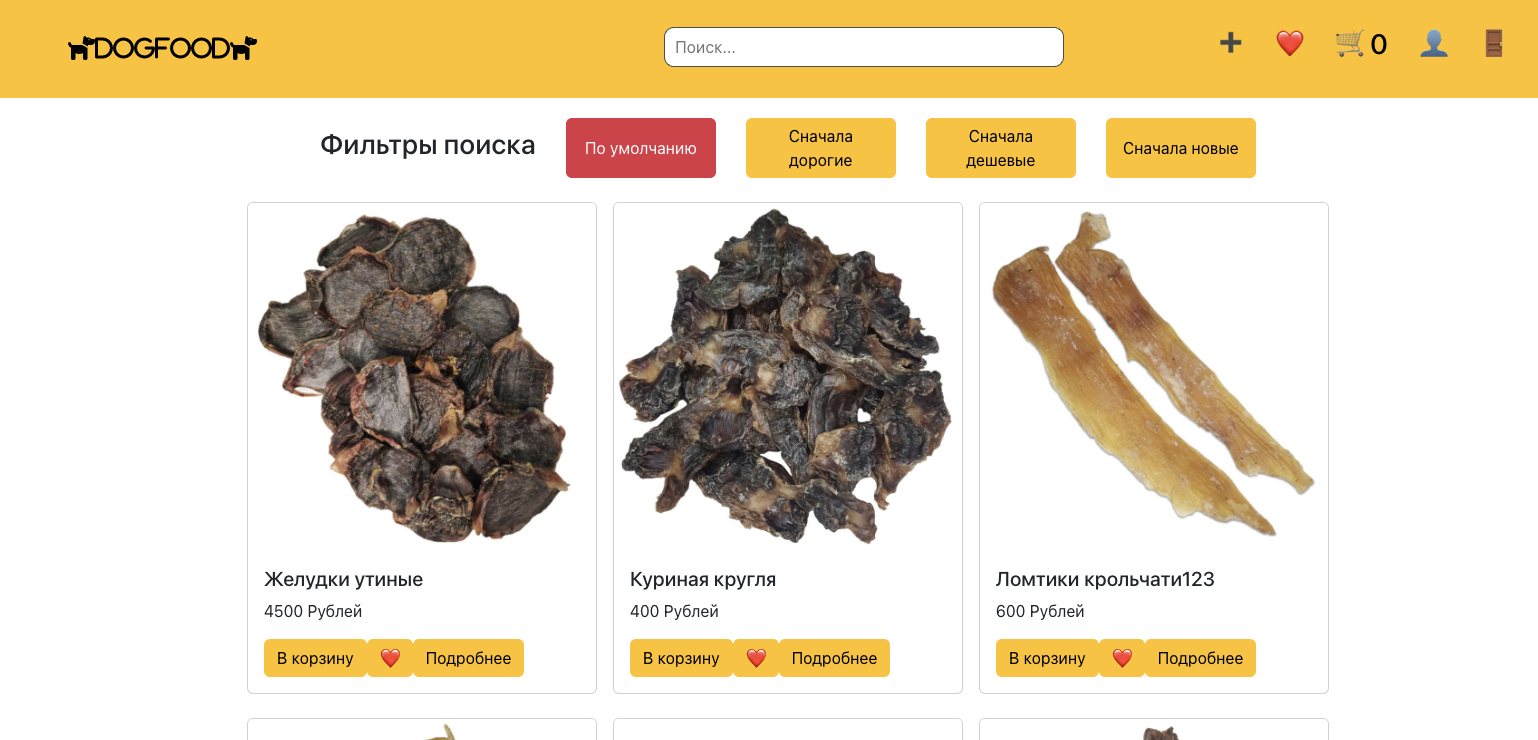 DOGFOOD
Поиск...
0
Фильтры поиска
По умолчанию
Сначала
дорогие
Сначала
дешевые
Сначала новые
Желудки утиные
4500 Рублей
В корзину
Подробнее
Куриная кругля
400 Рублей
В корзину
Подробнее
Ломтики крольчати123
600 Рублей
В корзину
Подробнее